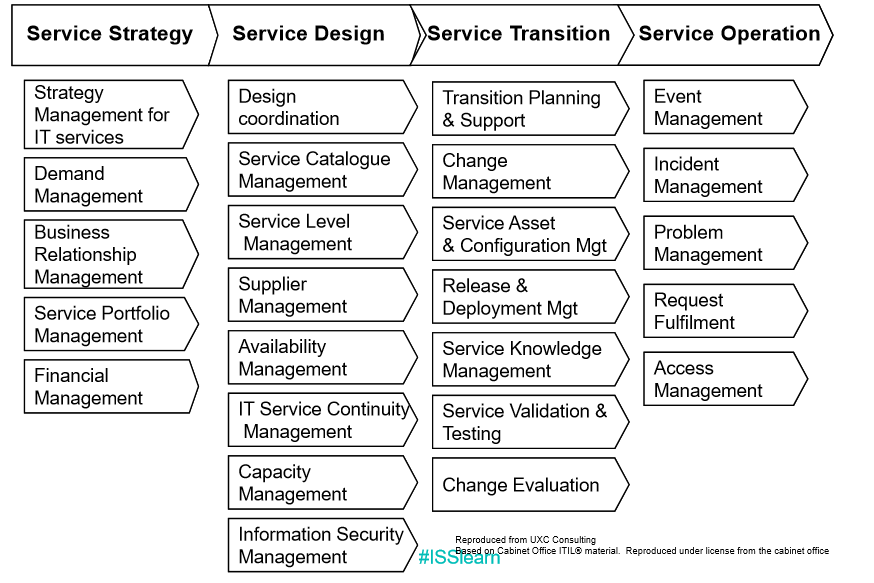 Service Strategy
Service Design
Service Transition
Service Operation
Strategy
Management for
IT services
Demand
Management
Business
Relationship
Management
Service Portfolio
Management
Financial
Management
Design
coordination
Service Catalogue
Management
Service Level
Management
Supplier
Management
Availability
Management
IT Service Continuity
Management
Capacity
Management
Information Security
Management
Transition Planning
& Support
Change
Management
Service Asset
& Configuration Mgt
Release &
Deployment Mgt
Service Knowledge
Management
Service Validation &
Testing
Change Evaluation
Event
Management
Incident
Management
Problem
Management
Request
Fulfilment
Access
Management
Reproduced from UXC Consulting
Based on Cabinet Office ITIL® material. Reproduced under license from the cabinet office
#ISSlearn